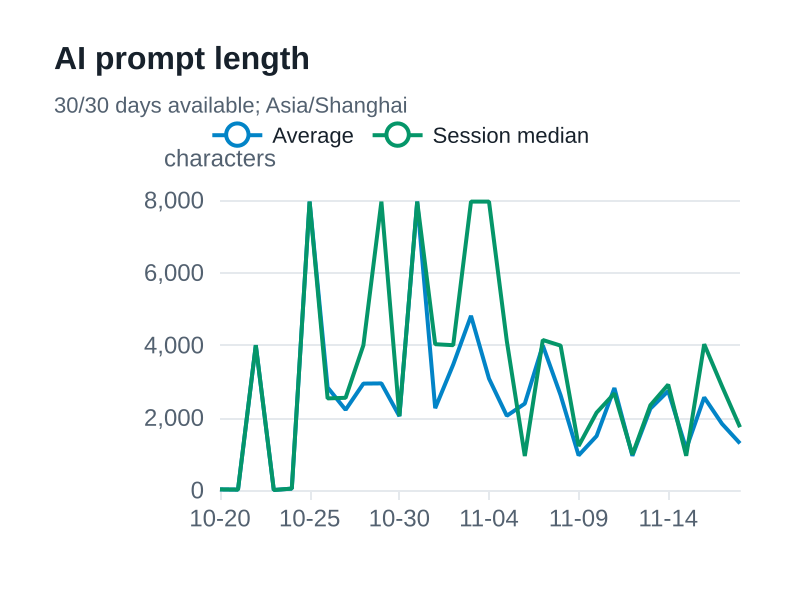 AI prompt length
30/30 days available; Asia/Shanghai
Average Session median
characters
8,000
6,000
4,000
2,000
0
10-20 10-25 10-30 11-04 11-09 11-14